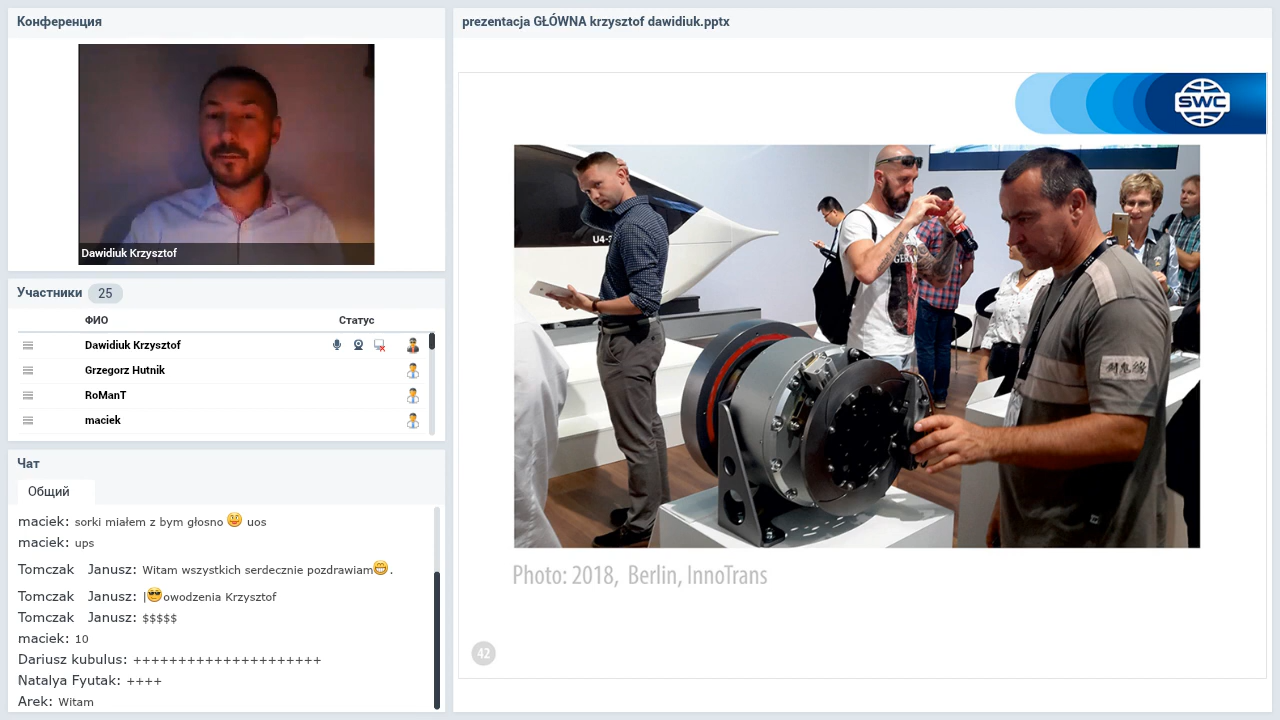 Конференция
Dawidiuk Krzysztof
Участники 25
ФИО Статус
Dawidiuk Krzysztof
Grzegorz Hutnik
RoManT
maciek
Чат
Общий
maciek: sorki miałem z bym głosno uos
maciek: ups
Tomczak Janusz: Witam wszystkich serdecznie pozdrawiam .
Tomczak Janusz: | owodzenia Krzysztof
Tomczak Janusz: $$$$$
maciek: 10
Dariusz kubulus: +++++++++++++++++++++
Natalya Fyutak: ++++
Arek: Witam
prezentacja GŁÓWNA krzysztof dawidiuk.pptx
SWC
Photo: 2018, Berlin, InnoTrans
42